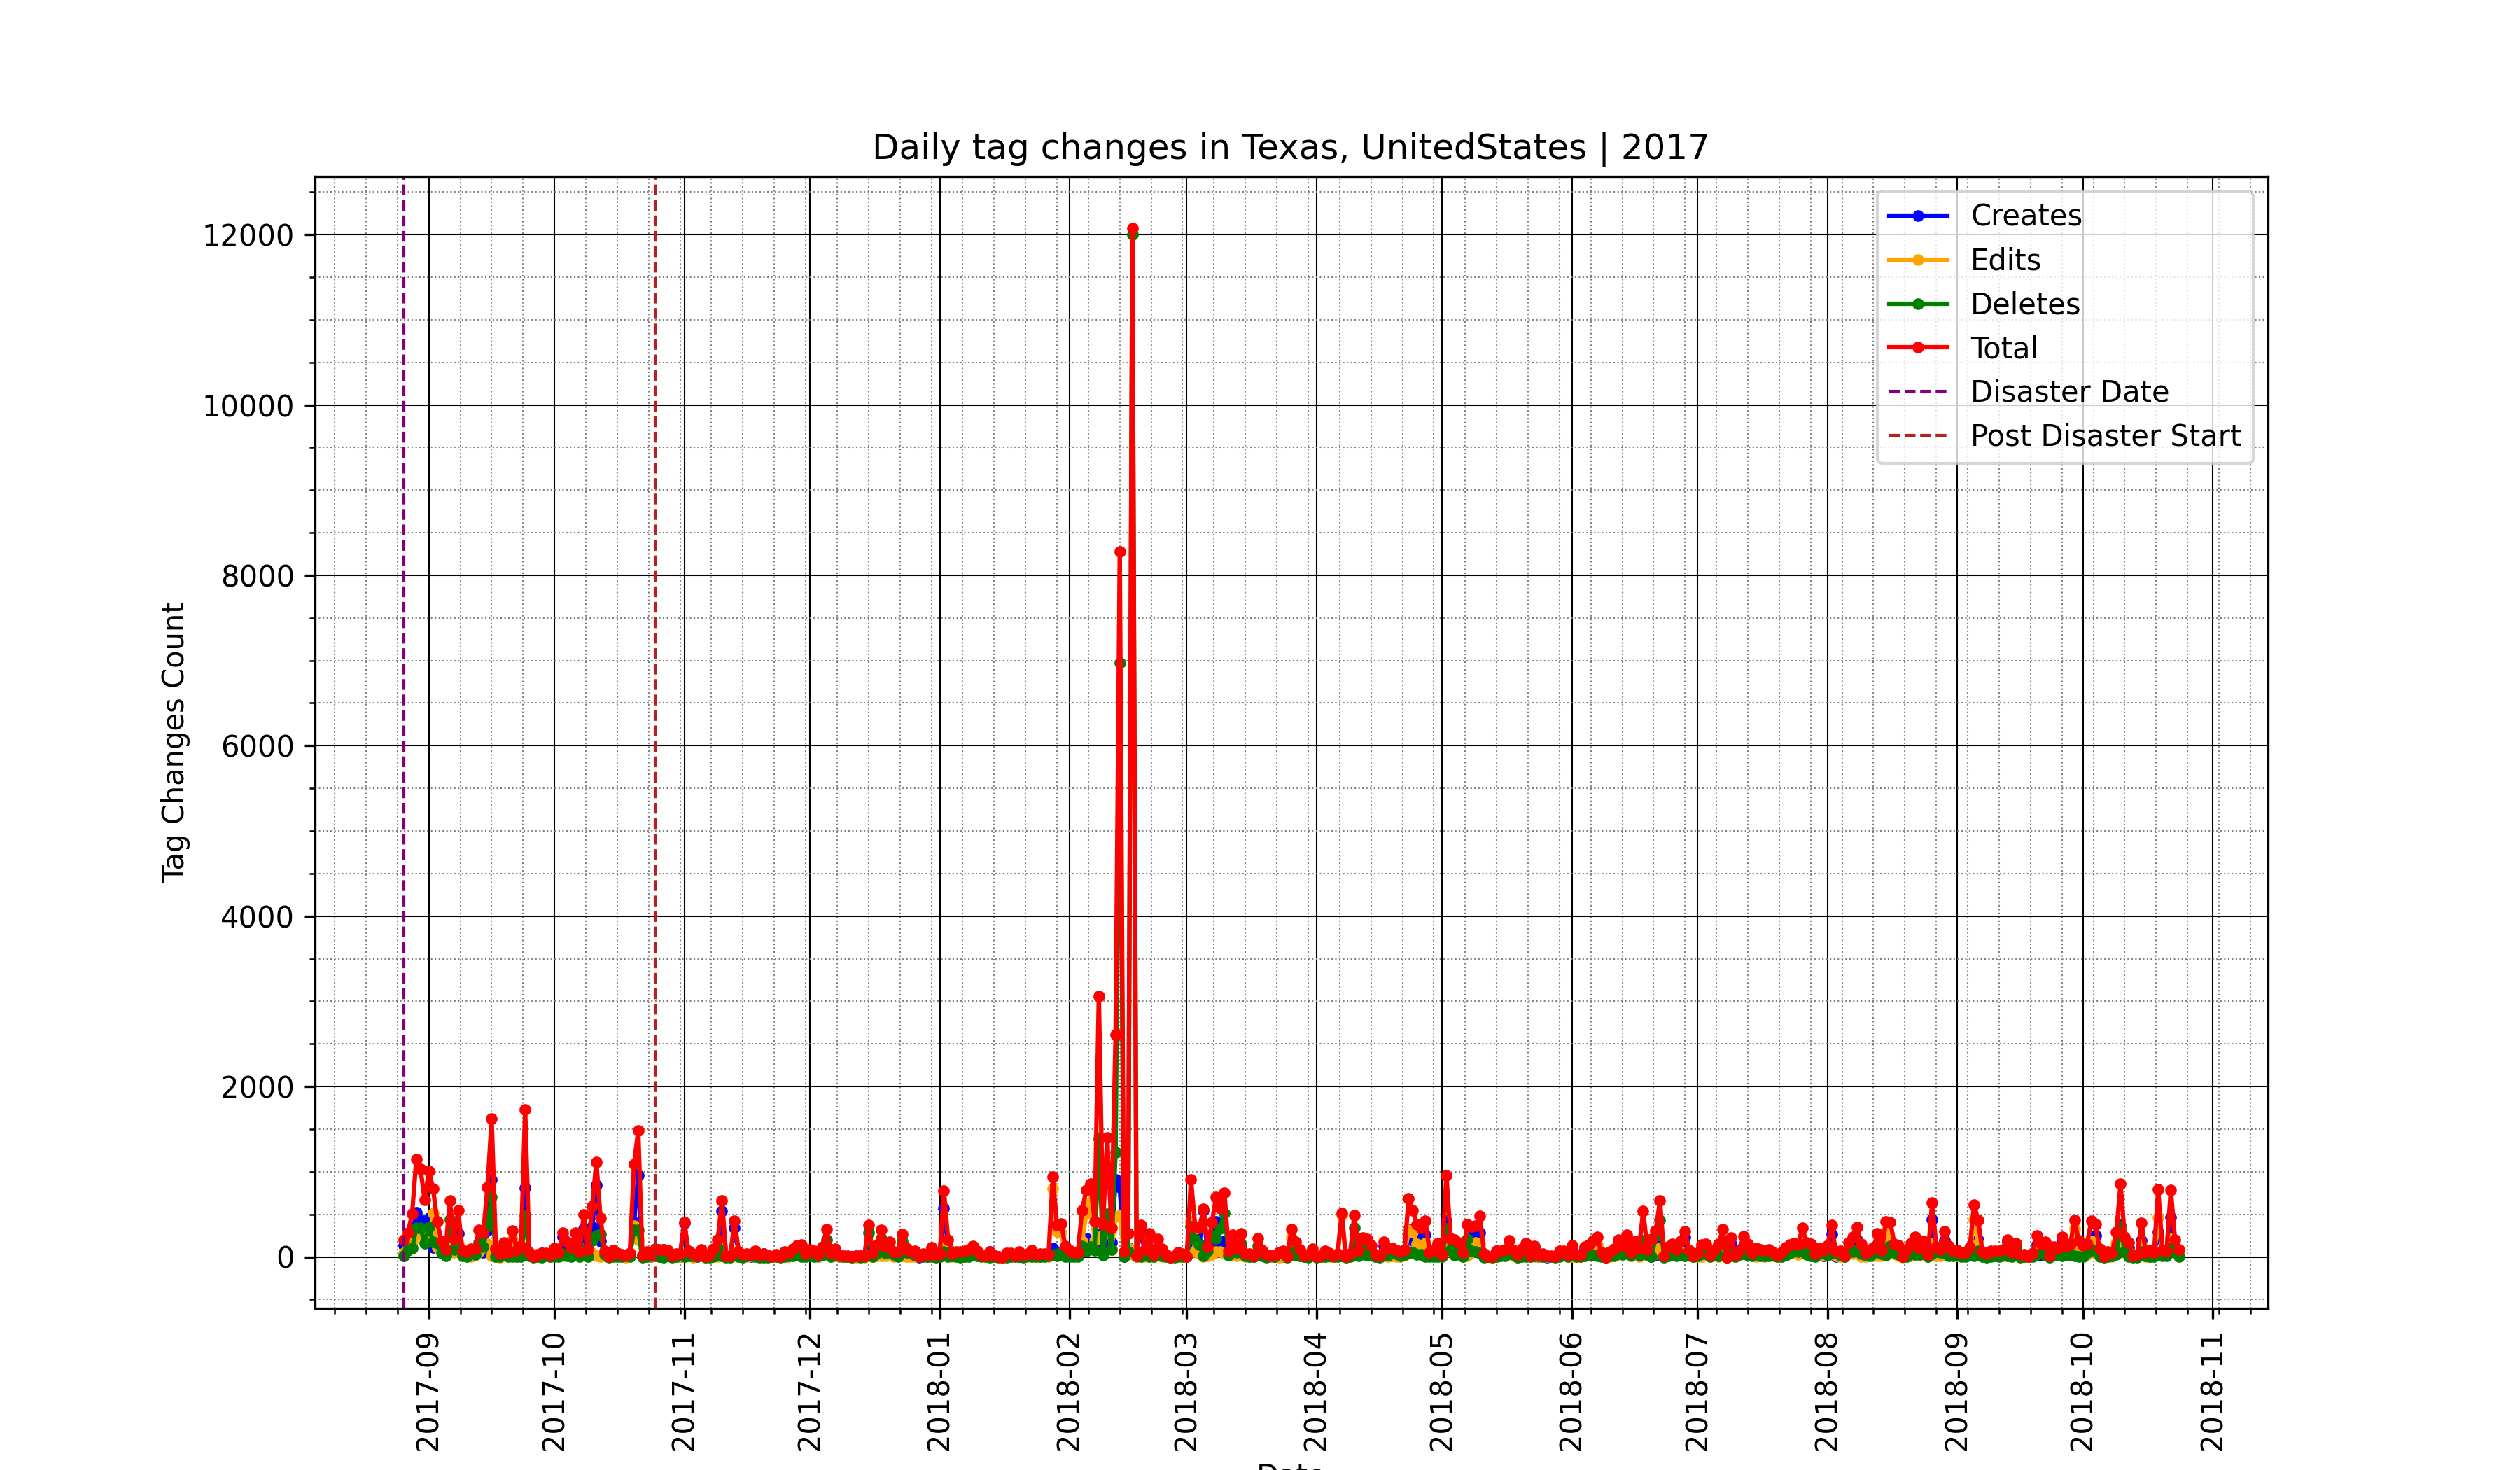 Daily tag changes in Texas, UnitedStates | 2017
Creates
Edits
Deletes
Total
Disaster Date
Post Disaster Start
Tag Changes Count
12000
10000
8000
6000
4000
2000
0
2017-09
2017-10
2017-11
2017-12
2018-01
2018-02
2018-03
2018-04
2018-05
2018-06
2018-07
2018-08
2018-09
2018-10
2018-11
Date